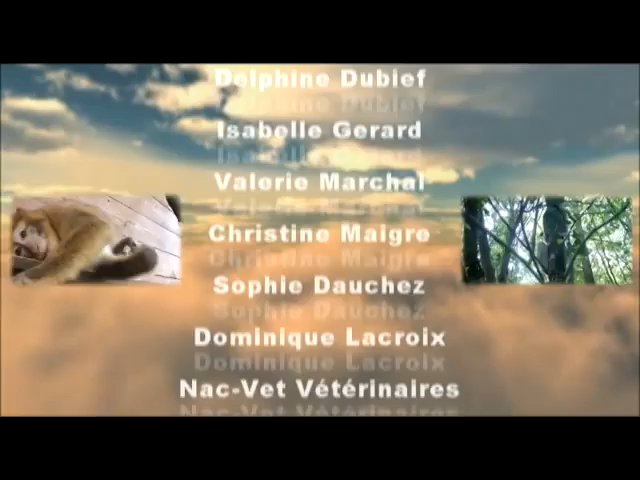 Delphine Dubief
Isabelle Gerard
Valerie Marchal
Christine Maigre
Sophie Dauchez
Dominique Lacroix
Nac-Vet Vétérinaires